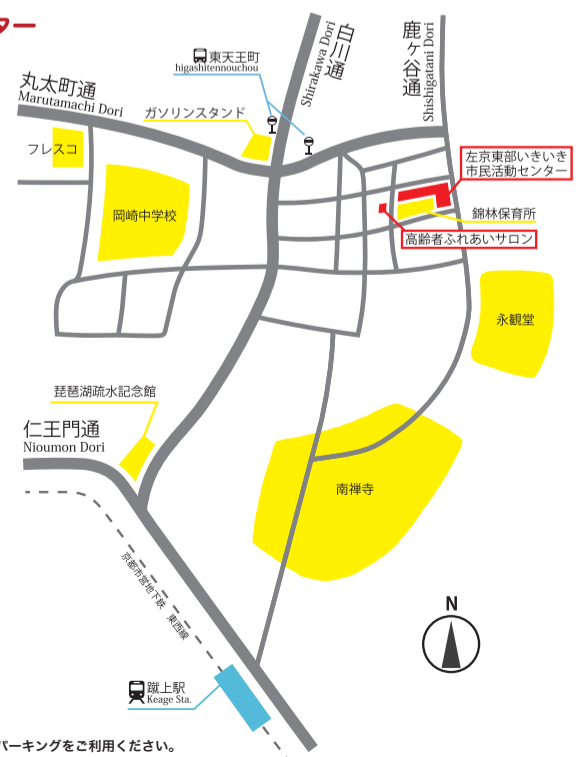 ター
白川通
Shirakawa Dori
鹿ヶ谷通
Shishigatani Dori
東天王町
higashitennouchou
丸太町通
Marutamachi Dori
ガソリンスタンド
フレスコ
左京東部いきいき
市民活動センター
岡崎中学校
錦林保育所
高齢者ふれあいサロン
永観堂
琵琶湖疏水記念館
仁王門通
Nioumon Dori
南禅寺
京都市営地下鉄 東西線
N
蹴上駅
Keage Sta.
パーキングをご利用ください。